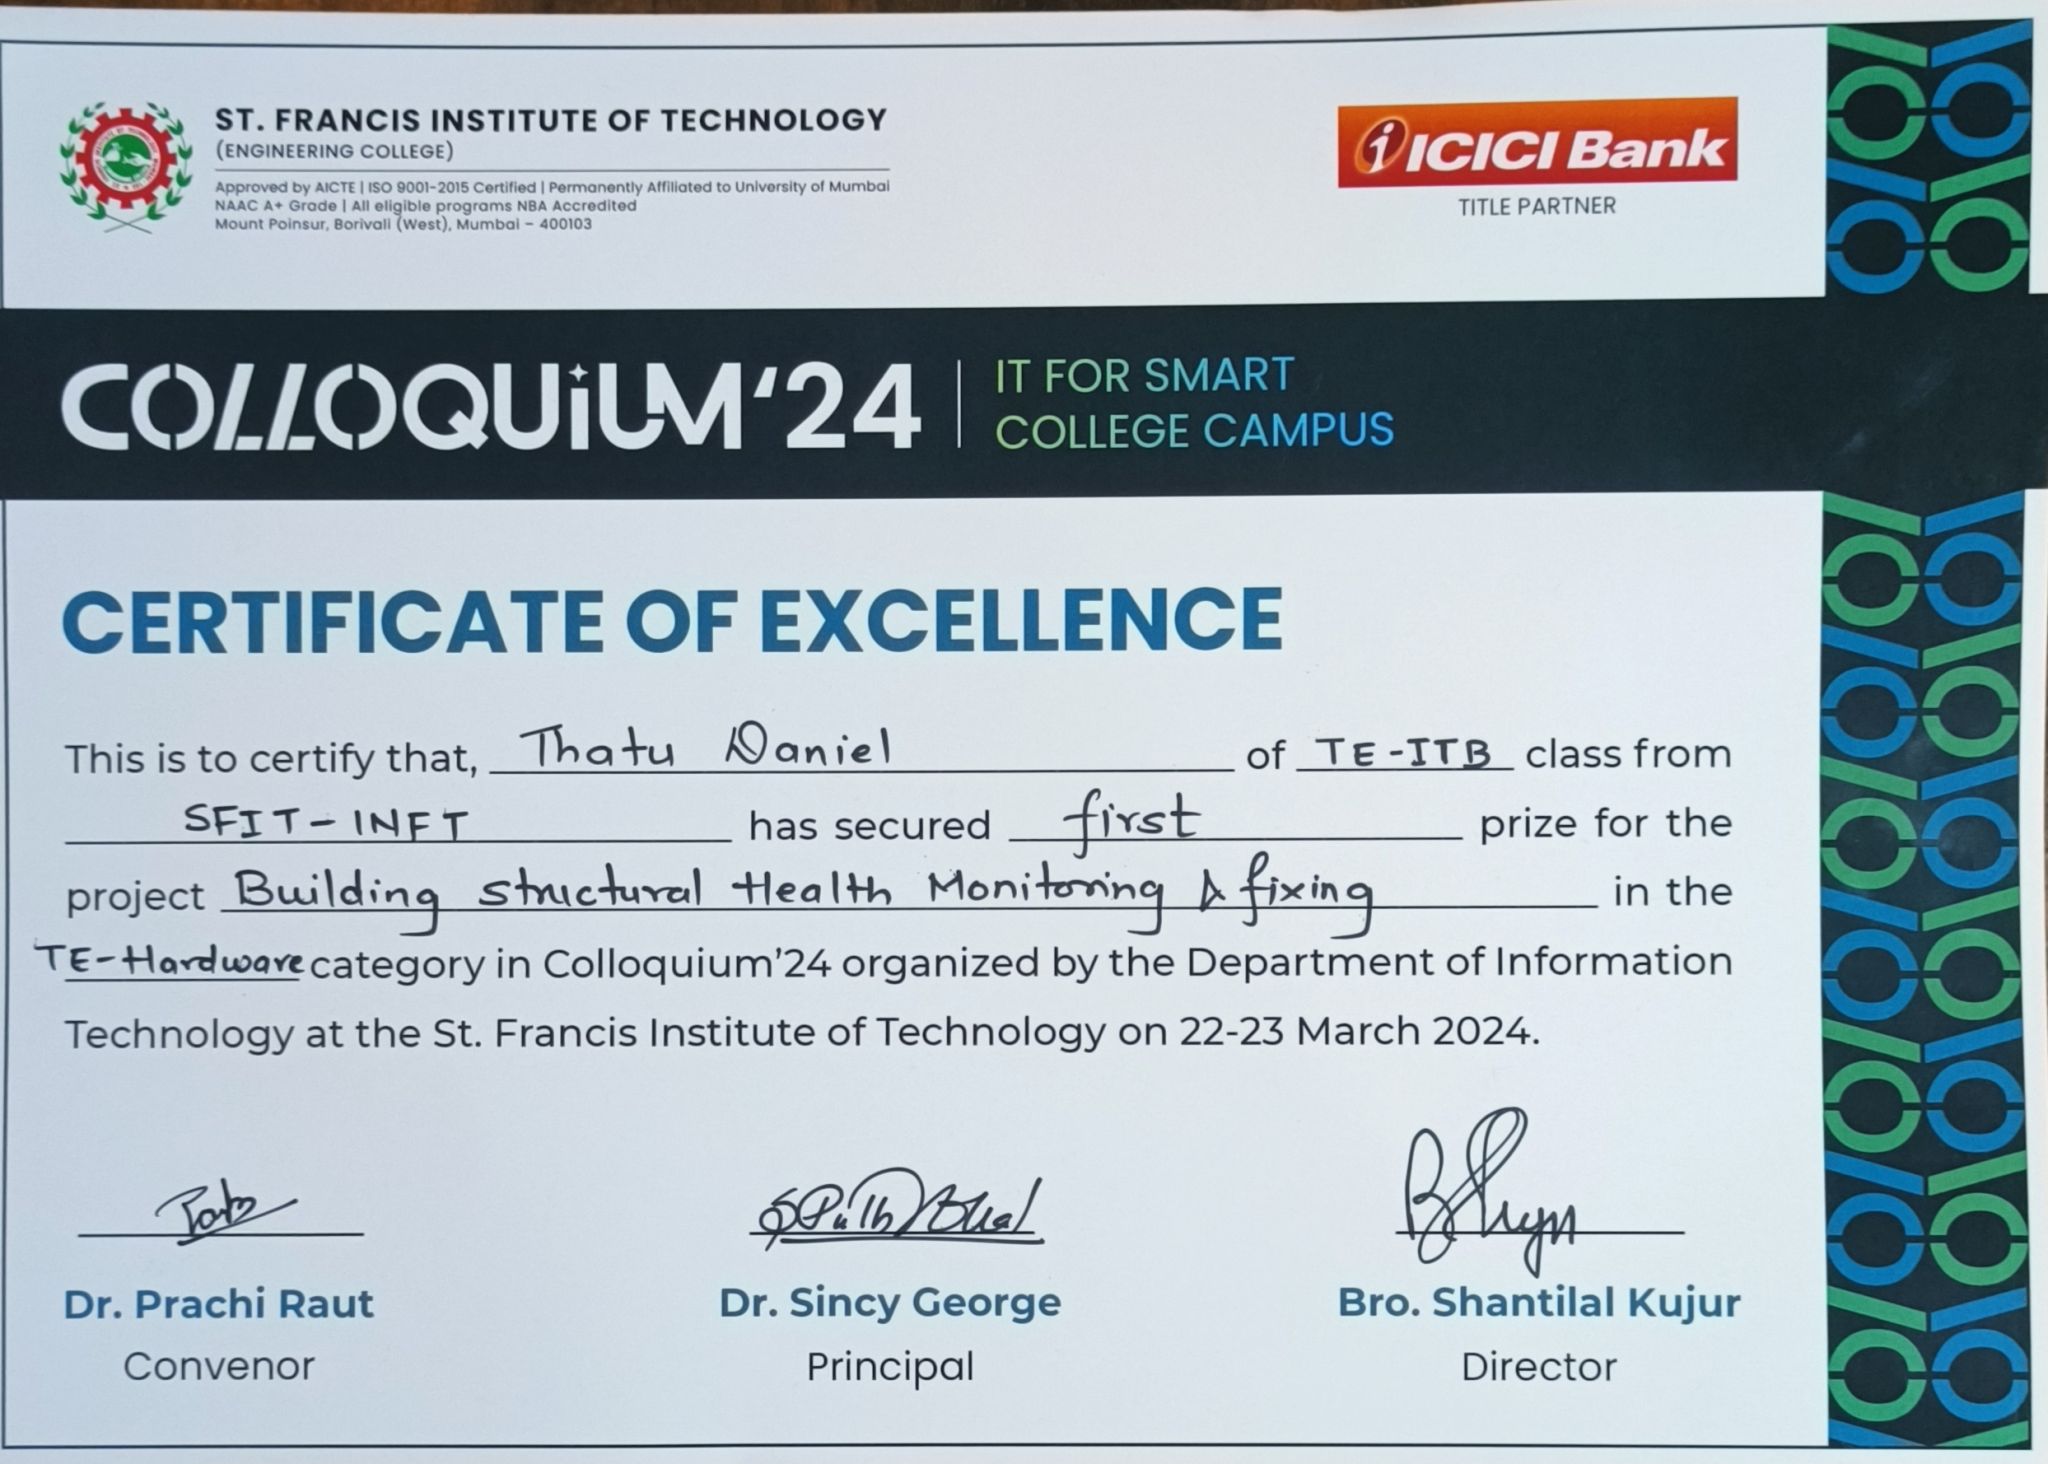 ST. FRANCIS INSTITUTE OF TECHNOLOGY
(ENGINEERING COLLEGE)
Approved by AICTE | ISO 9001-2015 Certified | Permanently Affiliated to University of Mumbai
NAAC A+ Grade | All eligible programs NBA Accredited
Mount Poinsur, Borivali (West), Mumbai – 400103
ICICI Bank
TITLE PARTNER
COLLOQUiUM‘24
IT FOR SMART
COLLEGE CAMPUS
CERTIFICATE OF EXCELLENCE
This is to certify that, Thatu Daniel of TE-ITB class from
SFIT-INFT has secured first prize for the
project Building structural Health Monitoring & fixing in the
TE-Hardware category in Colloquium'24 organized by the Department of Information
Technology at the St. Francis Institute of Technology on 22-23 March 2024.
Dr. Prachi Raut
Convenor
Dr. Sincy George
Principal
Bro. Shantilal Kujur
Director